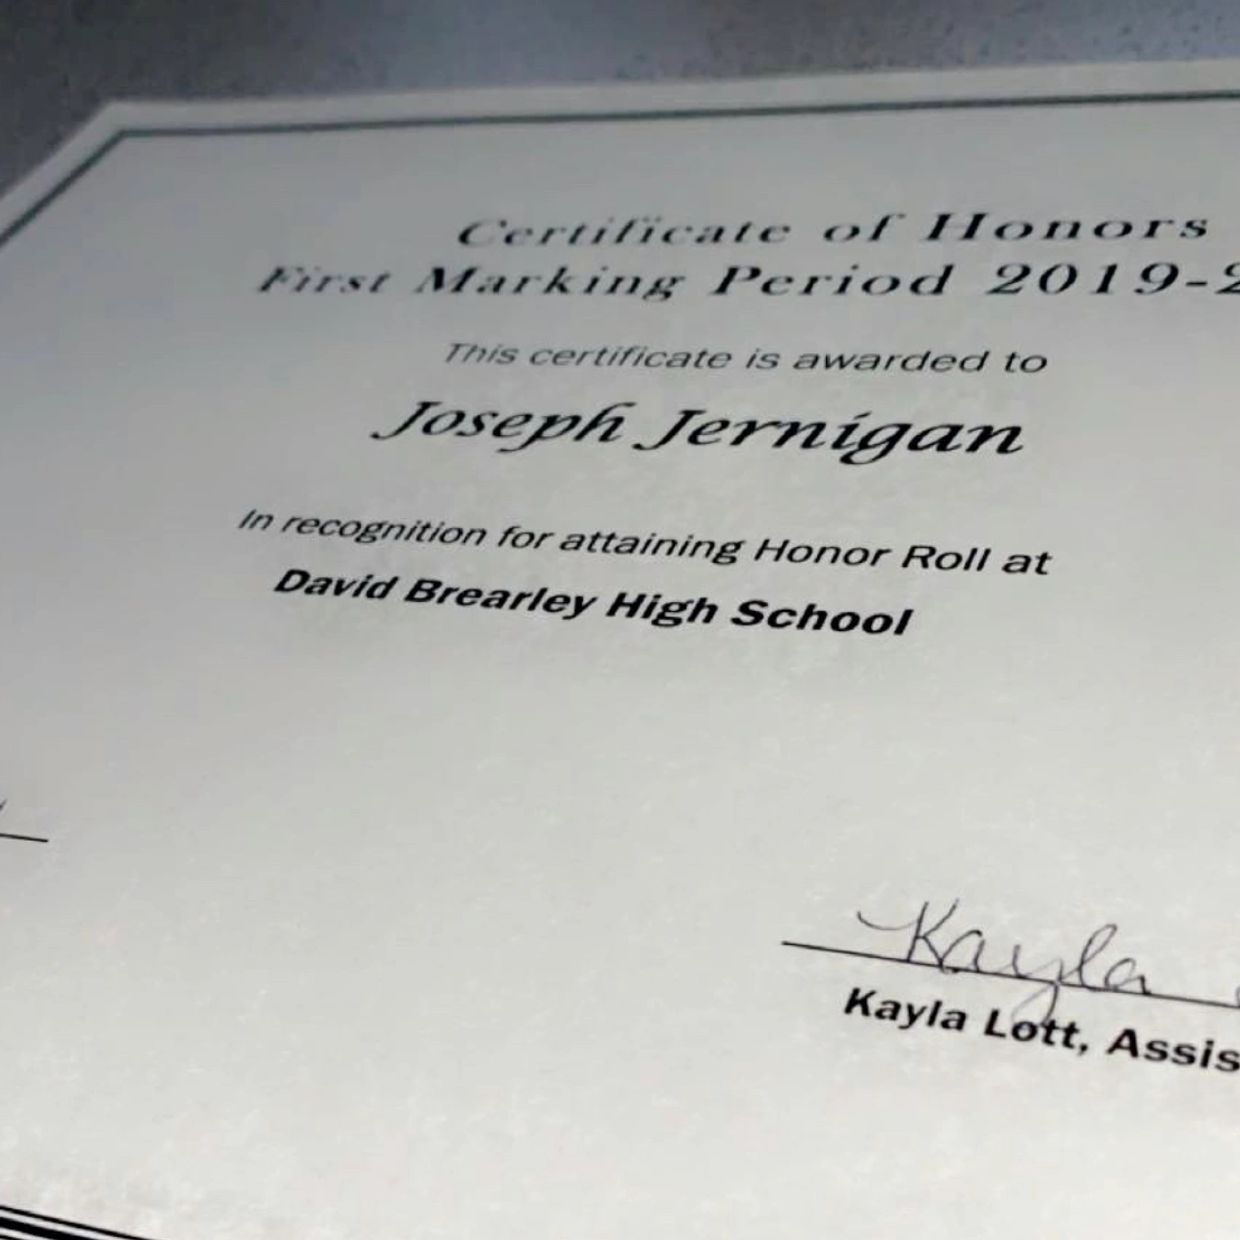 Certificate of Honors
First Marking Period 2019-2
This certificate is awarded to
Joseph Jernigan
In recognition for attaining Honor Roll at
David Brearley High School
Kayla
Kayla Lott, Assis